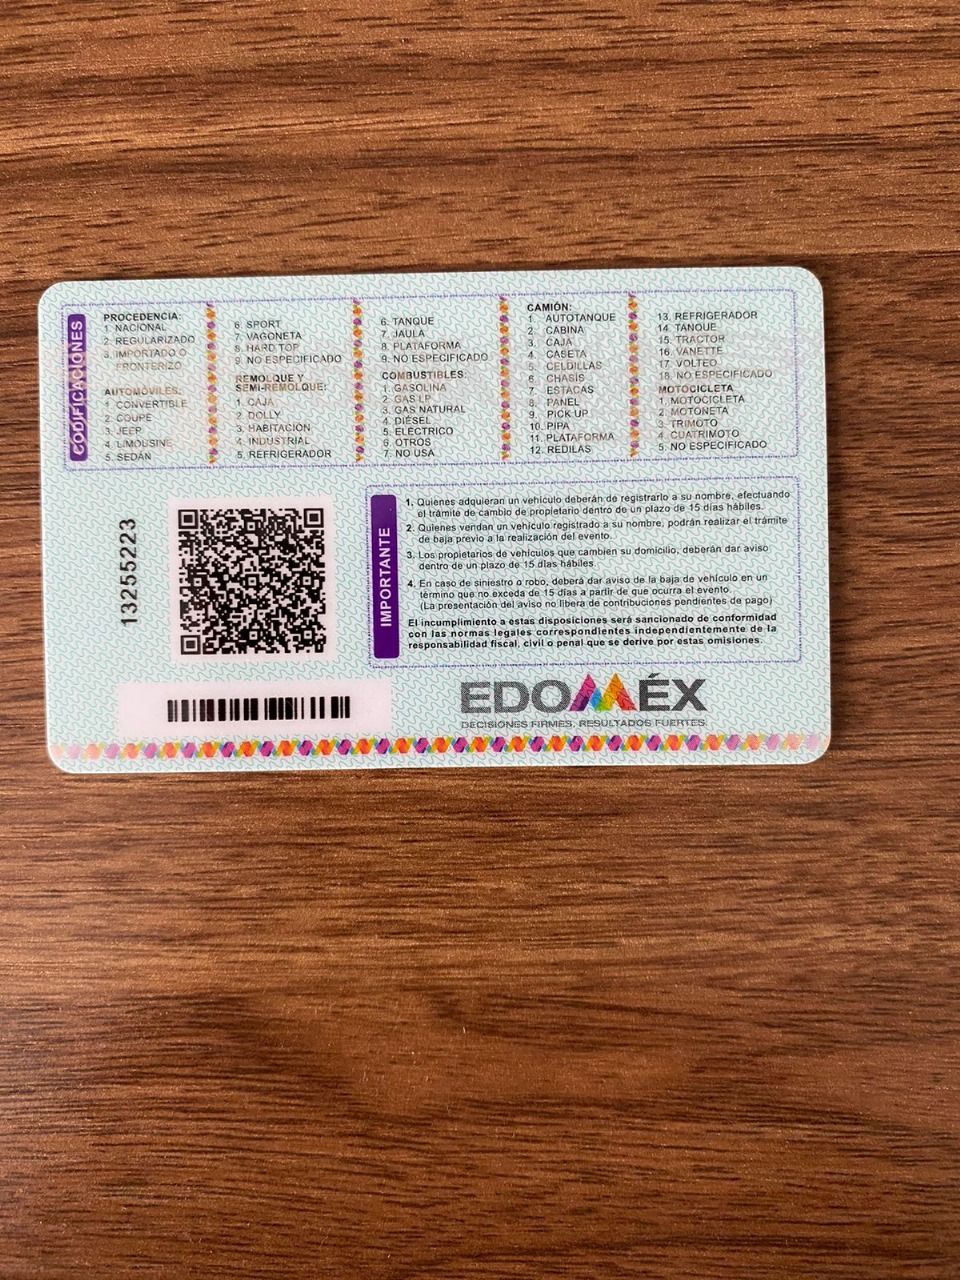 CODIFICACIONES
PROCEDENCIA:
1. NACIONAL
2. REGULARIZADO
3. IMPORTADO O
FRONTERIZO
AUTOMÓVILES:
1. CONVERTIBLE
2. COUPÉ
3. JEEP
4. LIMOUSINE
5. SEDÁN
6. SPORT
7. VAGONETA
8. HARD TOP
9. NO ESPECIFICADO
REMOLQUE Y
SEMI-REMOLQUE:
1. CAJA
2. DOLLY
3. HABITACIÓN
4. INDUSTRIAL
5. REFRIGERADOR
6. TANQUE
7. JAULA
8. PLATAFORMA
9. NO ESPECIFICADO
COMBUSTIBLES:
1. GASOLINA
2. GAS LP
3. GAS NATURAL
4. DIÉSEL
5. ELÉCTRICO
6. OTROS
7. NO USA
CAMIÓN:
1. AUTOTANQUE
2. CABINA
3. CAJA
4. CASETA
5. CELDILLAS
6. CHASÍS
7. ESTACAS
8. PANEL
9. PICK UP
10. PIPA
11. PLATAFORMA
12. REDILAS
13. REFRIGERADOR
14. TANQUE
15. TRACTOR
16. VANETTE
17. VOLTEO
18. NO ESPECIFICADO
MOTOCICLETA
1. MOTOCICLETA
2. MOTONETA
3. TRIMOTO
4. CUATRIMOTO
5. NO ESPECIFICADO
13255223
IMPORTANTE
1. Quienes adquieran un vehículo deberán de registrarlo a su nombre, efectuando
el trámite de cambio de propietario dentro de un plazo de 15 días hábiles.
2. Quienes vendan un vehículo registrado a su nombre, podrán realizar el trámite
de baja previo a la realización del evento.
3. Los propietarios de vehículos que cambien su domicilio, deberán dar aviso
dentro de un plazo de 15 días hábiles.
4. En caso de siniestro o robo, deberá dar aviso de la baja de vehículo en un
término que no exceda de 15 días a partir de que ocurra el evento
(La presentación del aviso no libera de contribuciones pendientes de pago)
El incumplimiento a estas disposiciones será sancionado de conformidad
con las normas legales correspondientes independientemente de la
responsabilidad fiscal, civil o penal que se derive por estas omisiones.
EDOMÉX
DECISIONES FIRMES, RESULTADOS FUERTES.